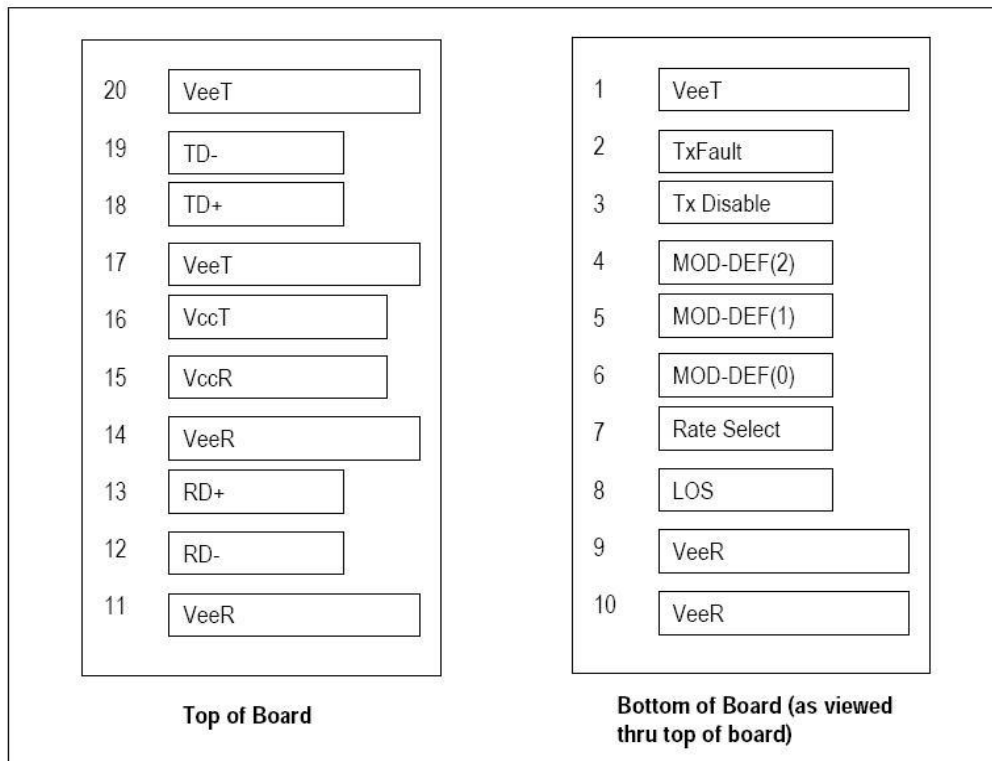 20 VeeT
19 TD-
18 TD+
17 VeeT
16 VccT
15 VccR
14 VeeR
13 RD+
12 RD-
11 VeeR
Top of Board
1 VeeT
2 TxFault
3 Tx Disable
4 MOD-DEF(2)
5 MOD-DEF(1)
6 MOD-DEF(0)
7 Rate Select
8 LOS
9 VeeR
10 VeeR
Bottom of Board (as viewed
thru top of board)